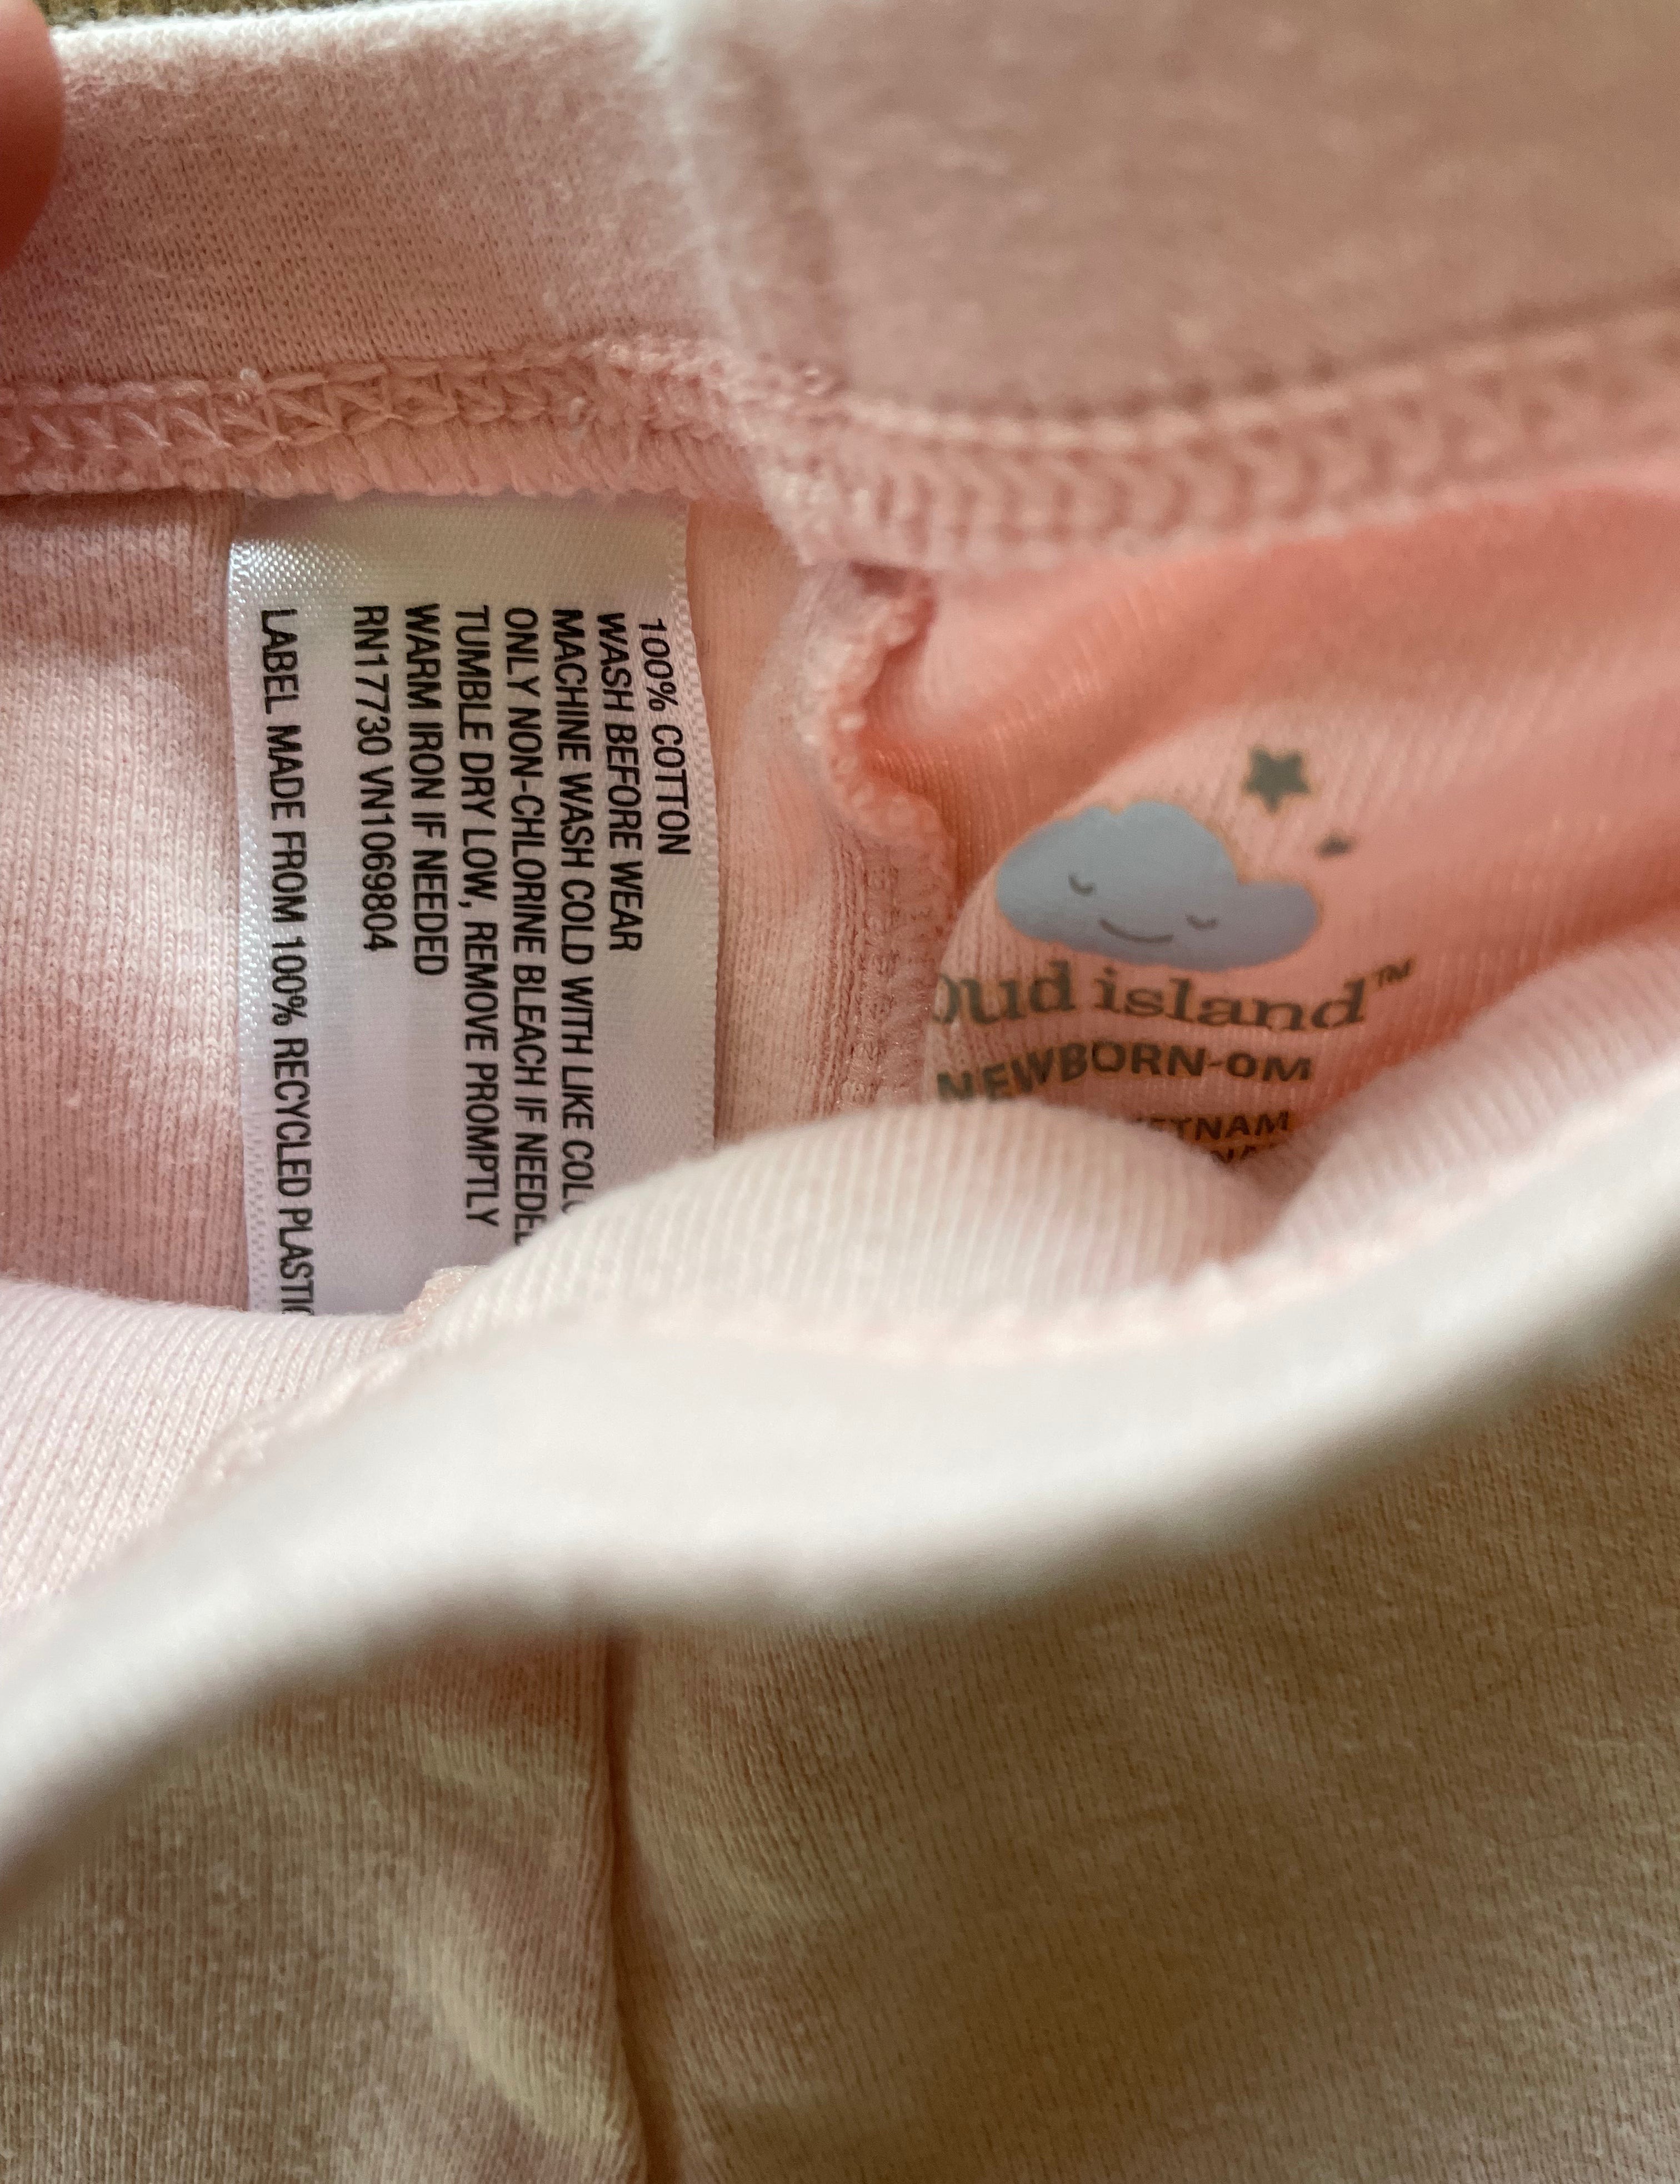 100% COTTON
WASH BEFORE WEAR
MACHINE WASH COLD WITH LIKE
ONLY NON-CHLORINE BLEACH IF
TUMBLE DRY LOW, REMOVE PROMPTLY
WARM IRON IF NEEDED
RN17730 VN1069804
LABEL MADE FROM 100% RECYCLED
island™
NEWBORN-0M